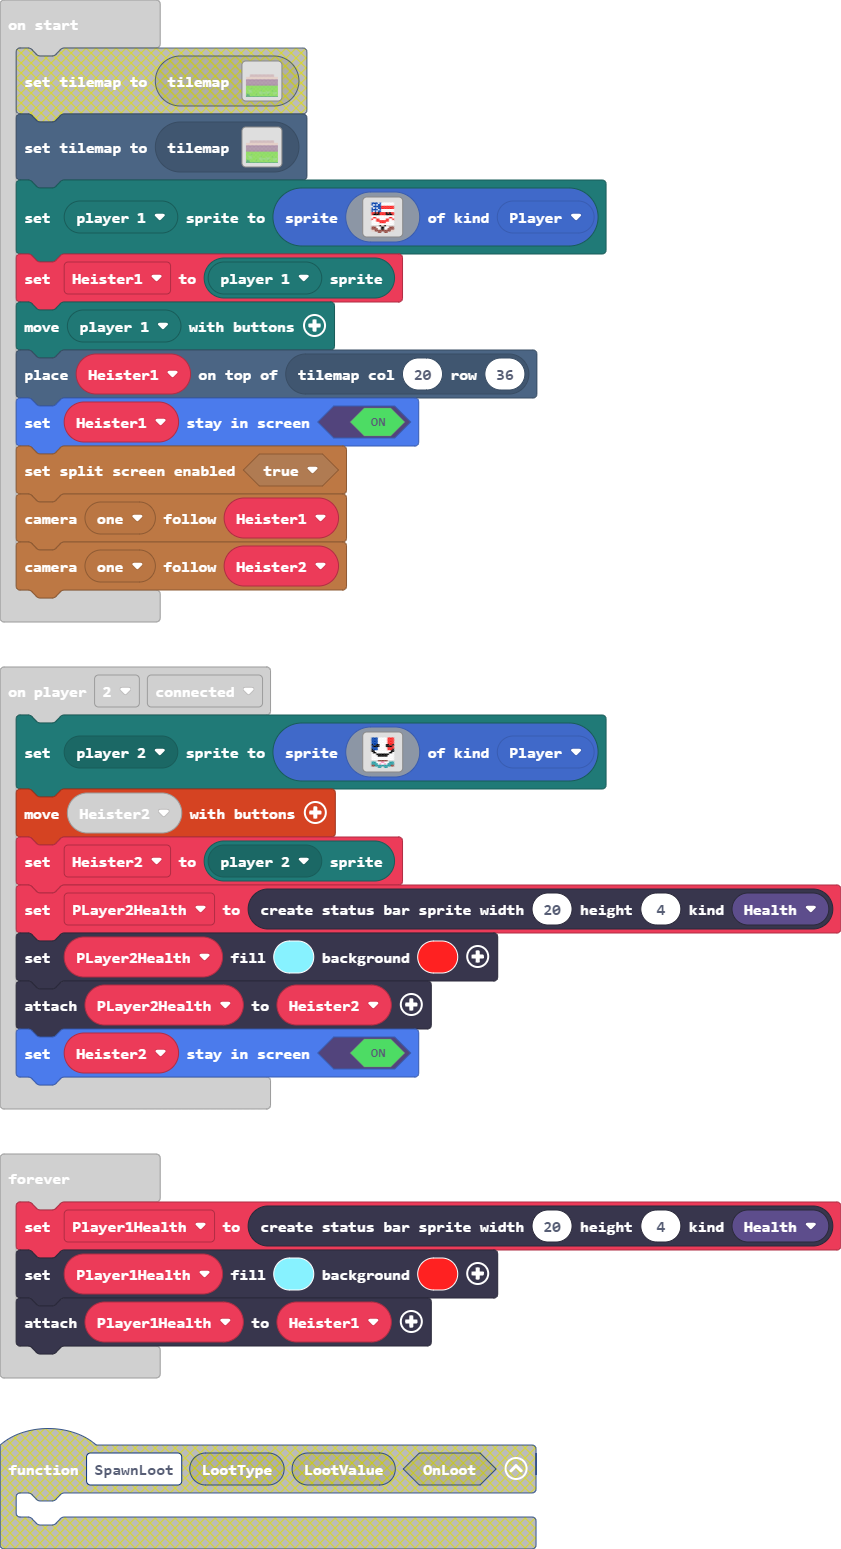 on start
set tilemap to tilemap
set tilemap to tilemap
set player 1 sprite to sprite of kind Player
set Heister1 to player 1 sprite
move player 1 with buttons
place Heister1 on top of tilemap col 20 row 36
set Heister1 stay in screen ON
set split screen enabled true
camera one follow Heister1
camera one follow Heister2
on player 2 connected
set player 2 sprite to sprite of kind Player
move Heister2 with buttons
set Heister2 to player 2 sprite
set PLayer2Health to create status bar sprite width 20 height 4 kind Health
set PLayer2Health fill background
attach PLayer2Health to Heister2
set Heister2 stay in screen ON
forever
set Player1Health to create status bar sprite width 20 height 4 kind Health
set Player1Health fill background
attach Player1Health to Heister1
function SpawnLoot LootType LootValue OnLoot